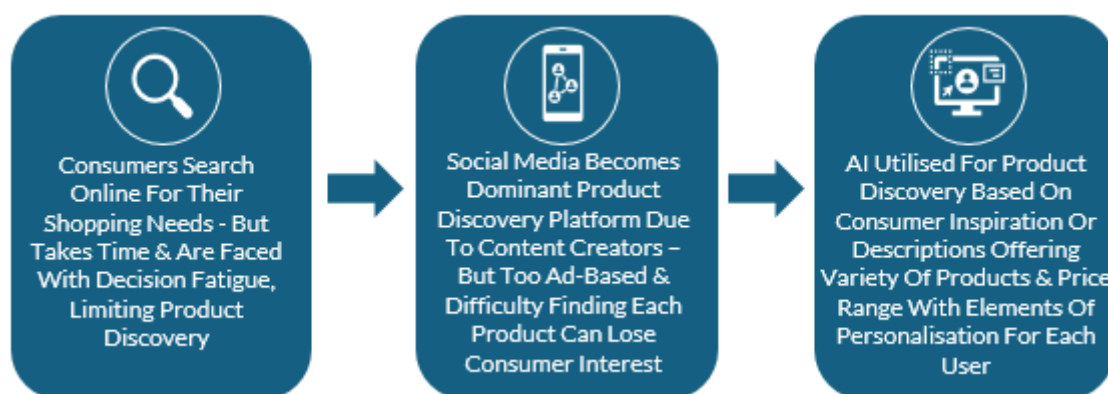 Consumers Search
Online For Their
Shopping Needs - But
Takes Time & Are Faced
With Decision Fatigue,
Limiting Product
Discovery
Social Media Becomes
Dominant Product
Discovery Platform Due
To Content Creators –
But Too Ad-Based &
Difficulty Finding Each
Product Can Lose
Consumer Interest
AI Utilised For Product
Discovery Based On
Consumer Inspiration Or
Descriptions Offering
Variety Of Products & Price
Range With Elements Of
Personalisation For Each
User